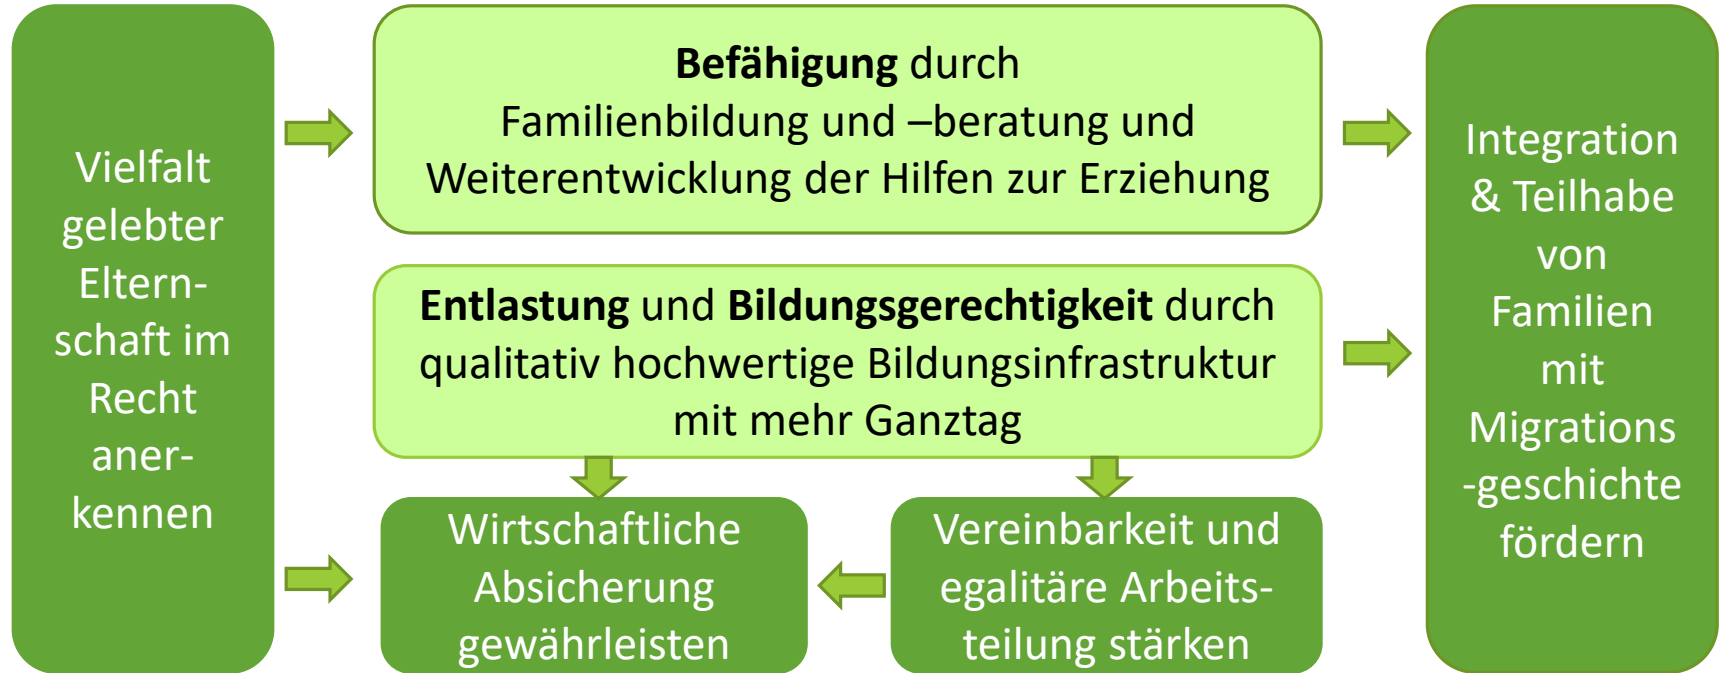 Vielfalt
gelebter
Eltern-
schaft im
Recht
aner-
kennen
Befähigung durch
Familienbildung und –beratung und
Weiterentwicklung der Hilfen zur Erziehung
Entlastung und Bildungsgerechtigkeit durch
qualitativ hochwertige Bildungsinfrastruktur
mit mehr Ganztag
Wirtschaftliche
Absicherung
gewährleisten
Vereinbarkeit und
egalitäre Arbeits-
teilung stärken
Integration
& Teilhabe
von
Familien
mit
Migrations
-geschichte
fördern